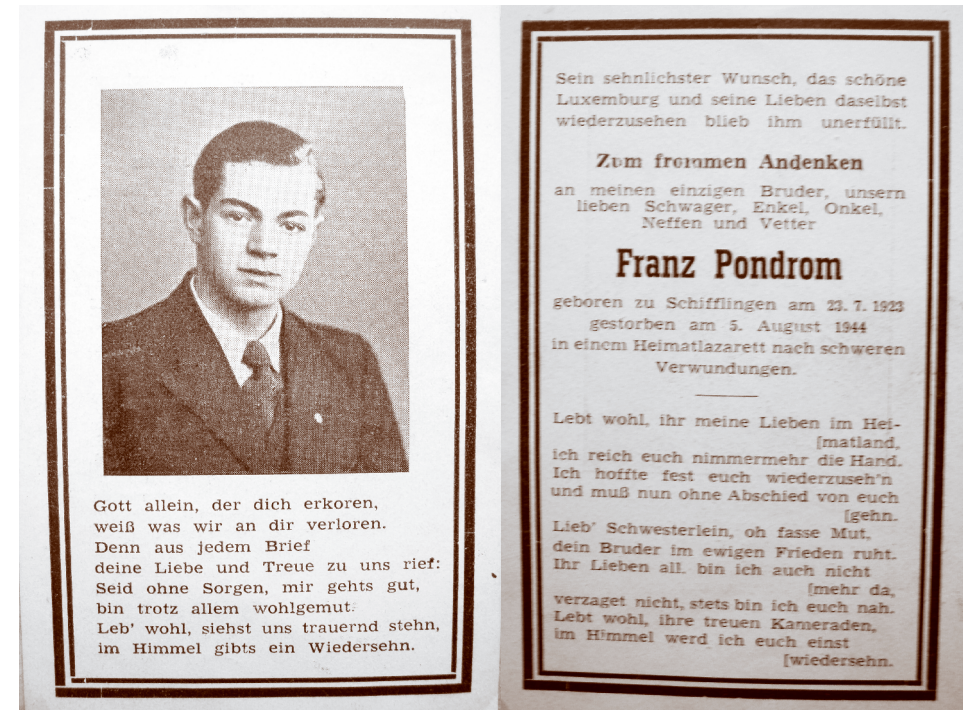 Gott allein, der dich erkoren,
weiß was wir an dir verloren.
Denn aus jedem Brief
deine Liebe und Treue zu uns rief:
Seid ohne Sorgen, mir gehts gut,
bin trotz allem wohlgemut.
Leb' wohl, siehst uns trauernd stehn,
im Himmel gibts ein Wiedersehn.
Sein sehnlichster Wunsch, das schöne
Luxemburg und seine Lieben daselbst
wiederzusehen blieb ihm unerfüllt.
Zum frommen Andenken
an meinen einzigen Bruder, unsern
lieben Schwager, Enkel, Onkel,
Neffen und Vetter
Franz Pondrom
geboren zu Schifflingen am 23. 7. 1923
gestorben am 5. August 1944
in einem Heimatlazarett nach schweren
Verwundungen.
Lebt wohl, ihr meine Lieben im Hei-
[matland,
ich reich euch nimmermehr die Hand.
Ich hoffte fest euch wiederzuseh'n
und muß nun ohne Abschied von euch
[gehn.
Lieb' Schwesterlein, oh fasse Mut,
dein Bruder im ewigen Frieden ruht.
Ihr Lieben all. bin ich auch nicht
[mehr da,
verzaget nicht, stets bin ich euch nah.
Lebt wohl, ihre treuen Kameraden,
im Himmel werd ich euch einst
[wiedersehn.